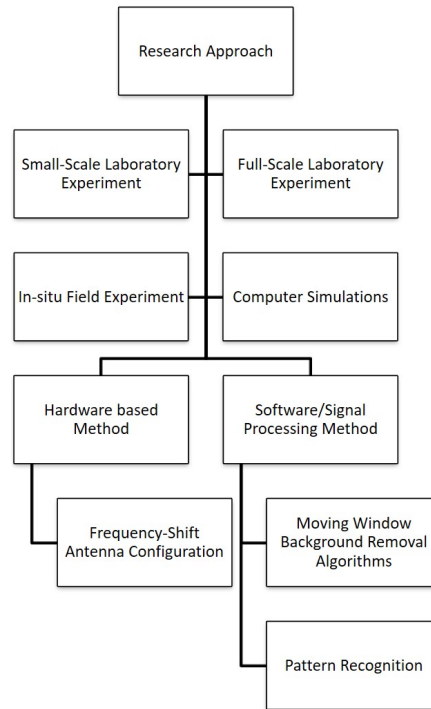 Research Approach
Small-Scale Laboratory
Experiment
Full-Scale Laboratory
Experiment
In-situ Field Experiment
Computer Simulations
Hardware based
Method
Software/Signal
Processing Method
Frequency-Shift
Antenna Configuration
Moving Window
Background Removal
Algorithms
Pattern Recognition